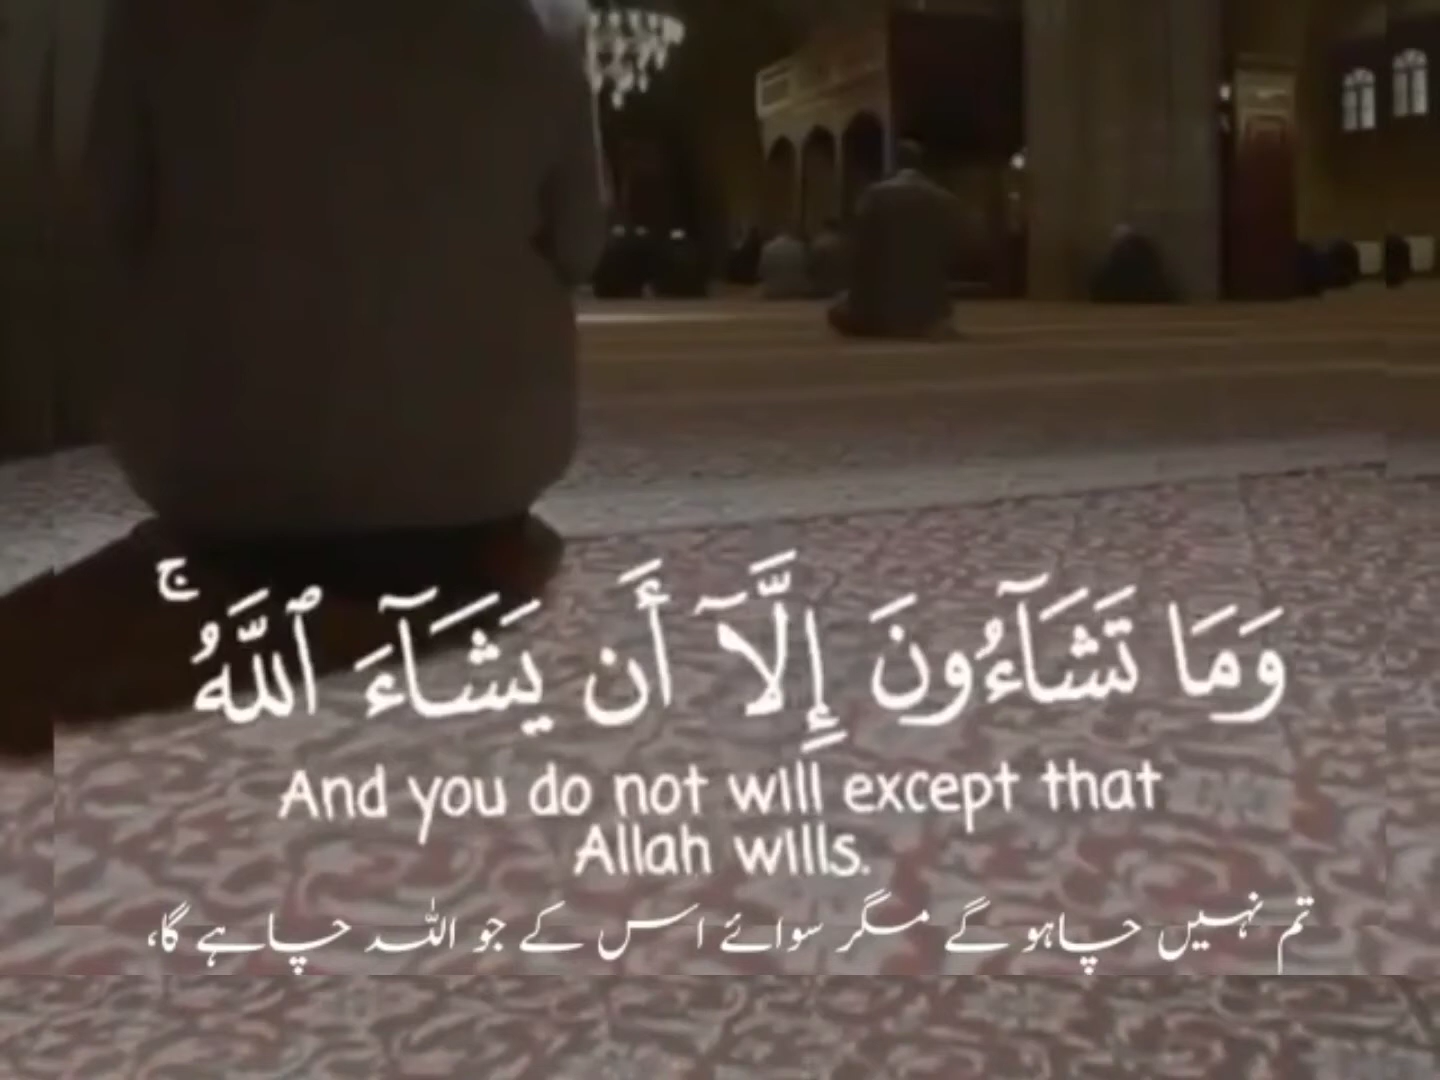 وَمَا تَشَآءُونَ إِلَّآ أَن يَشَآءَ ٱللَّهُ ۚ
And you do not will except that
Allah wills.
تم نہیں چاہو گے مگر سوائے اس کے جو اللہ چاہے گا،